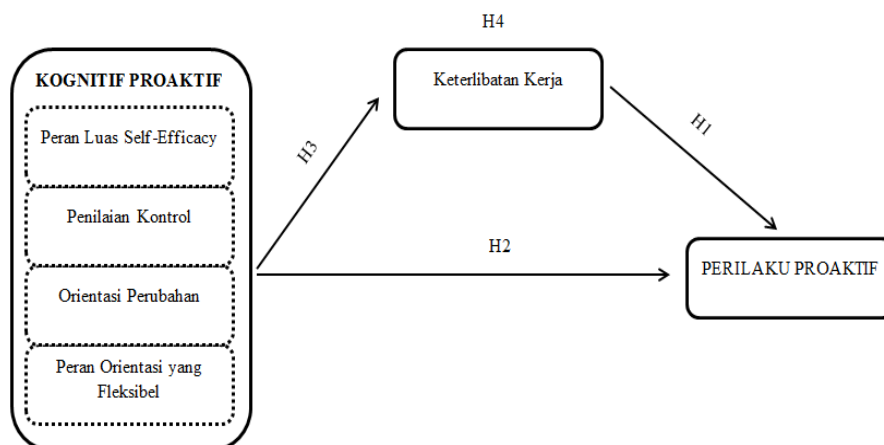 H4
KOGNITIF PROAKTIF
Peran Luas Self-Efficacy
Penilaian Kontrol
Orientasi Perubahan
Peran Orientasi yang
Fleksibel
H3
Keterlibatan Kerja
H1
H2
PERILAKU PROAKTIF